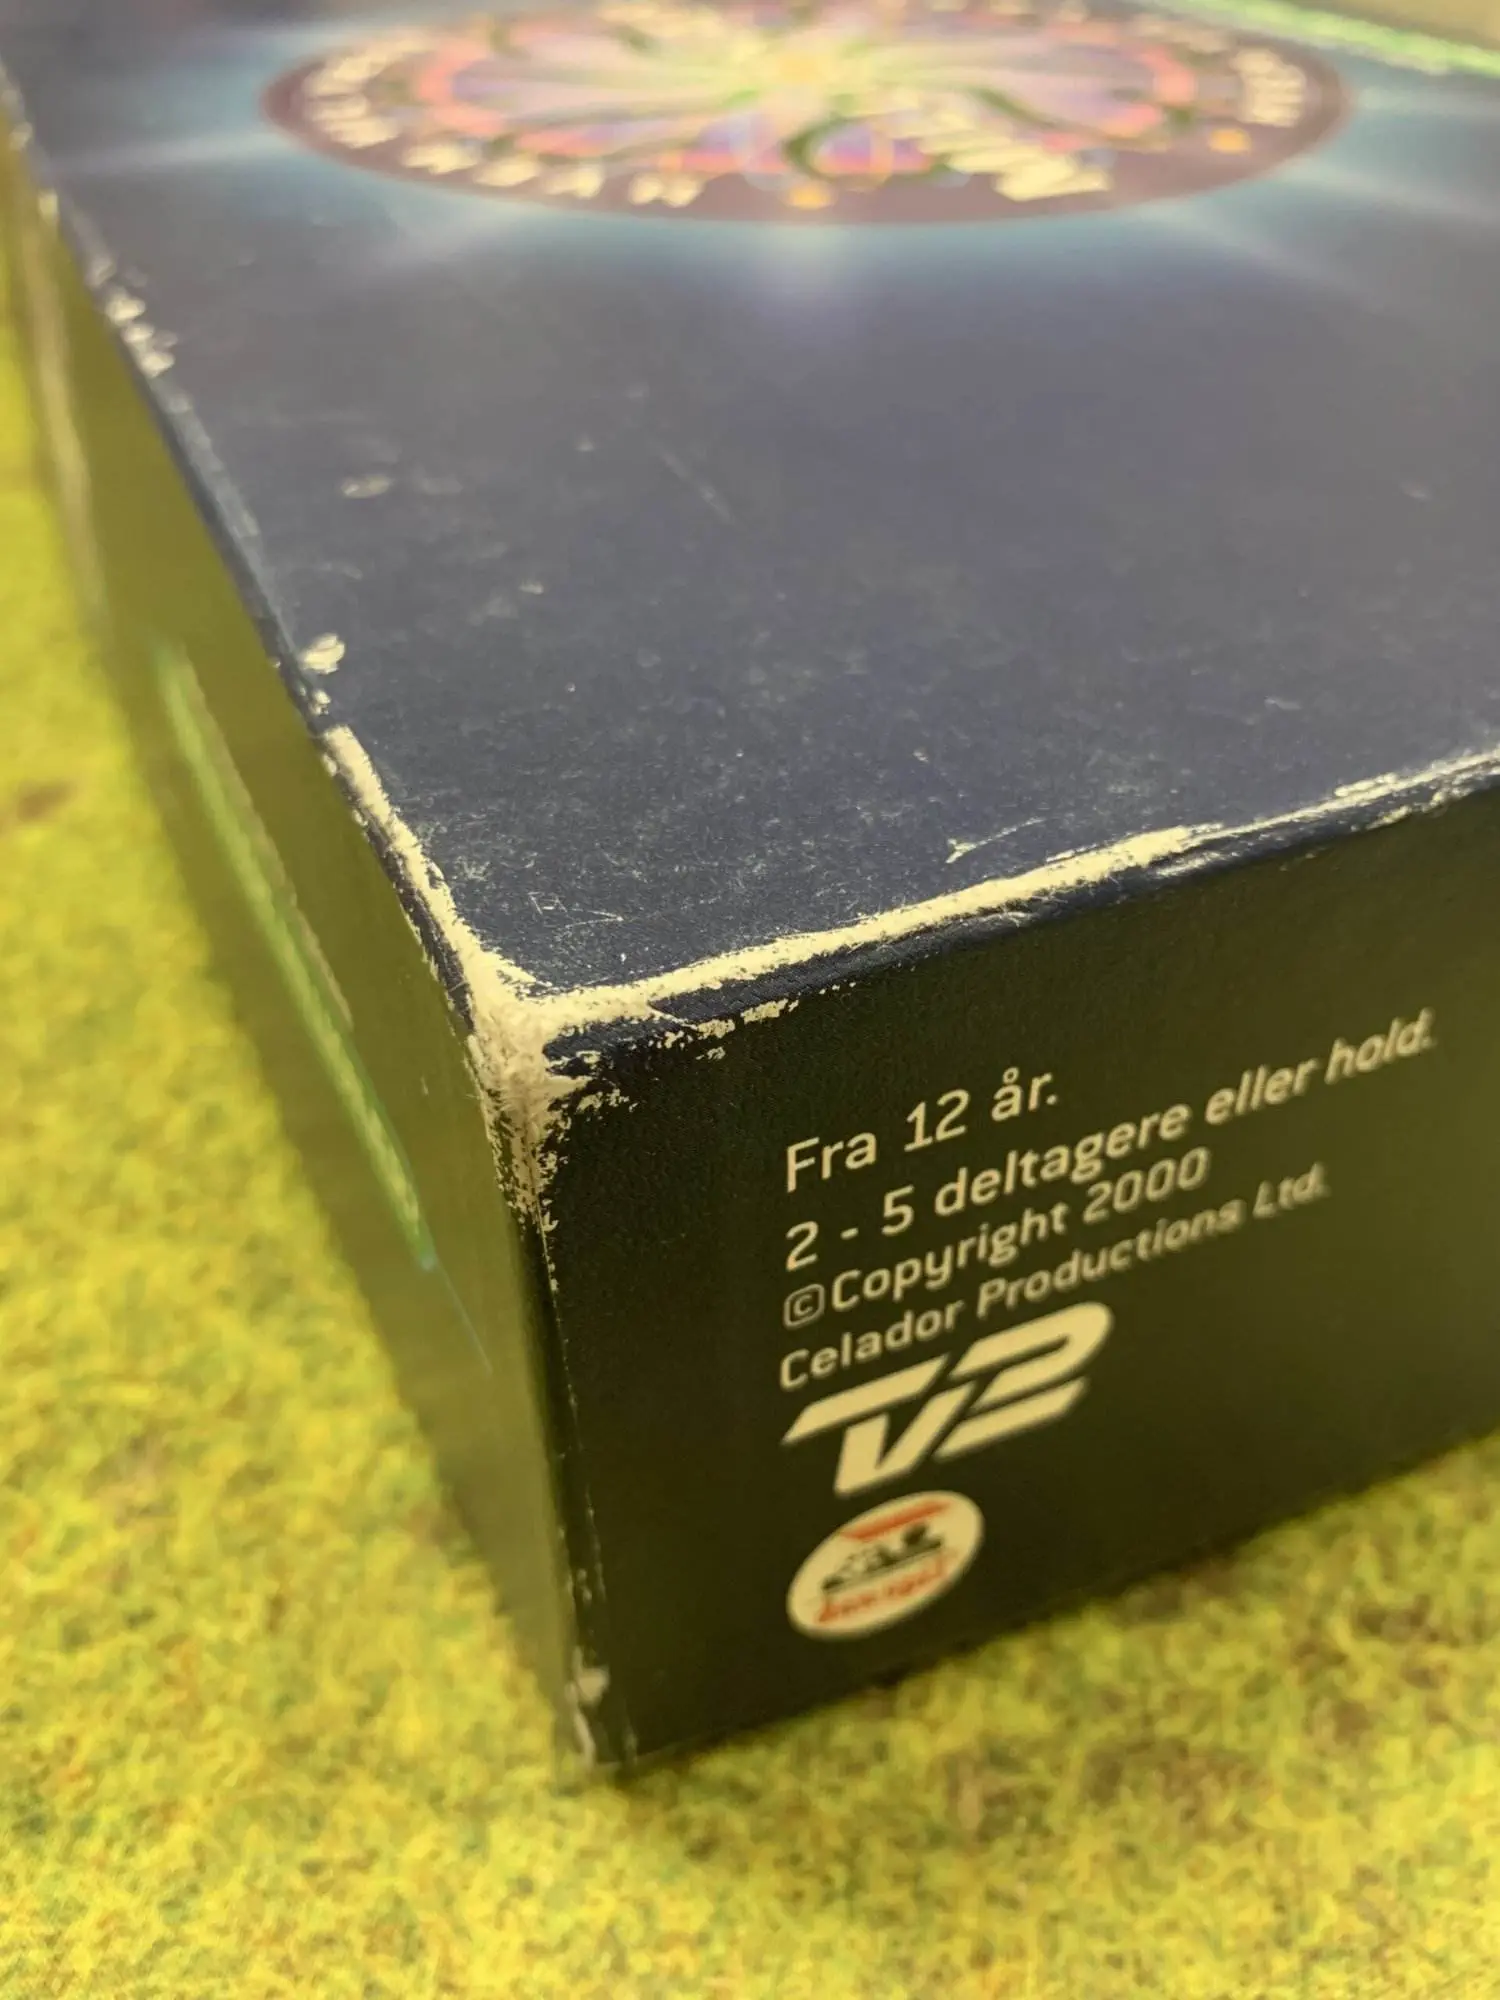 Fra 12 år.
2 - 5 deltagere eller hold.
©Copyright 2000
Celador Productions Ltd.
TV2